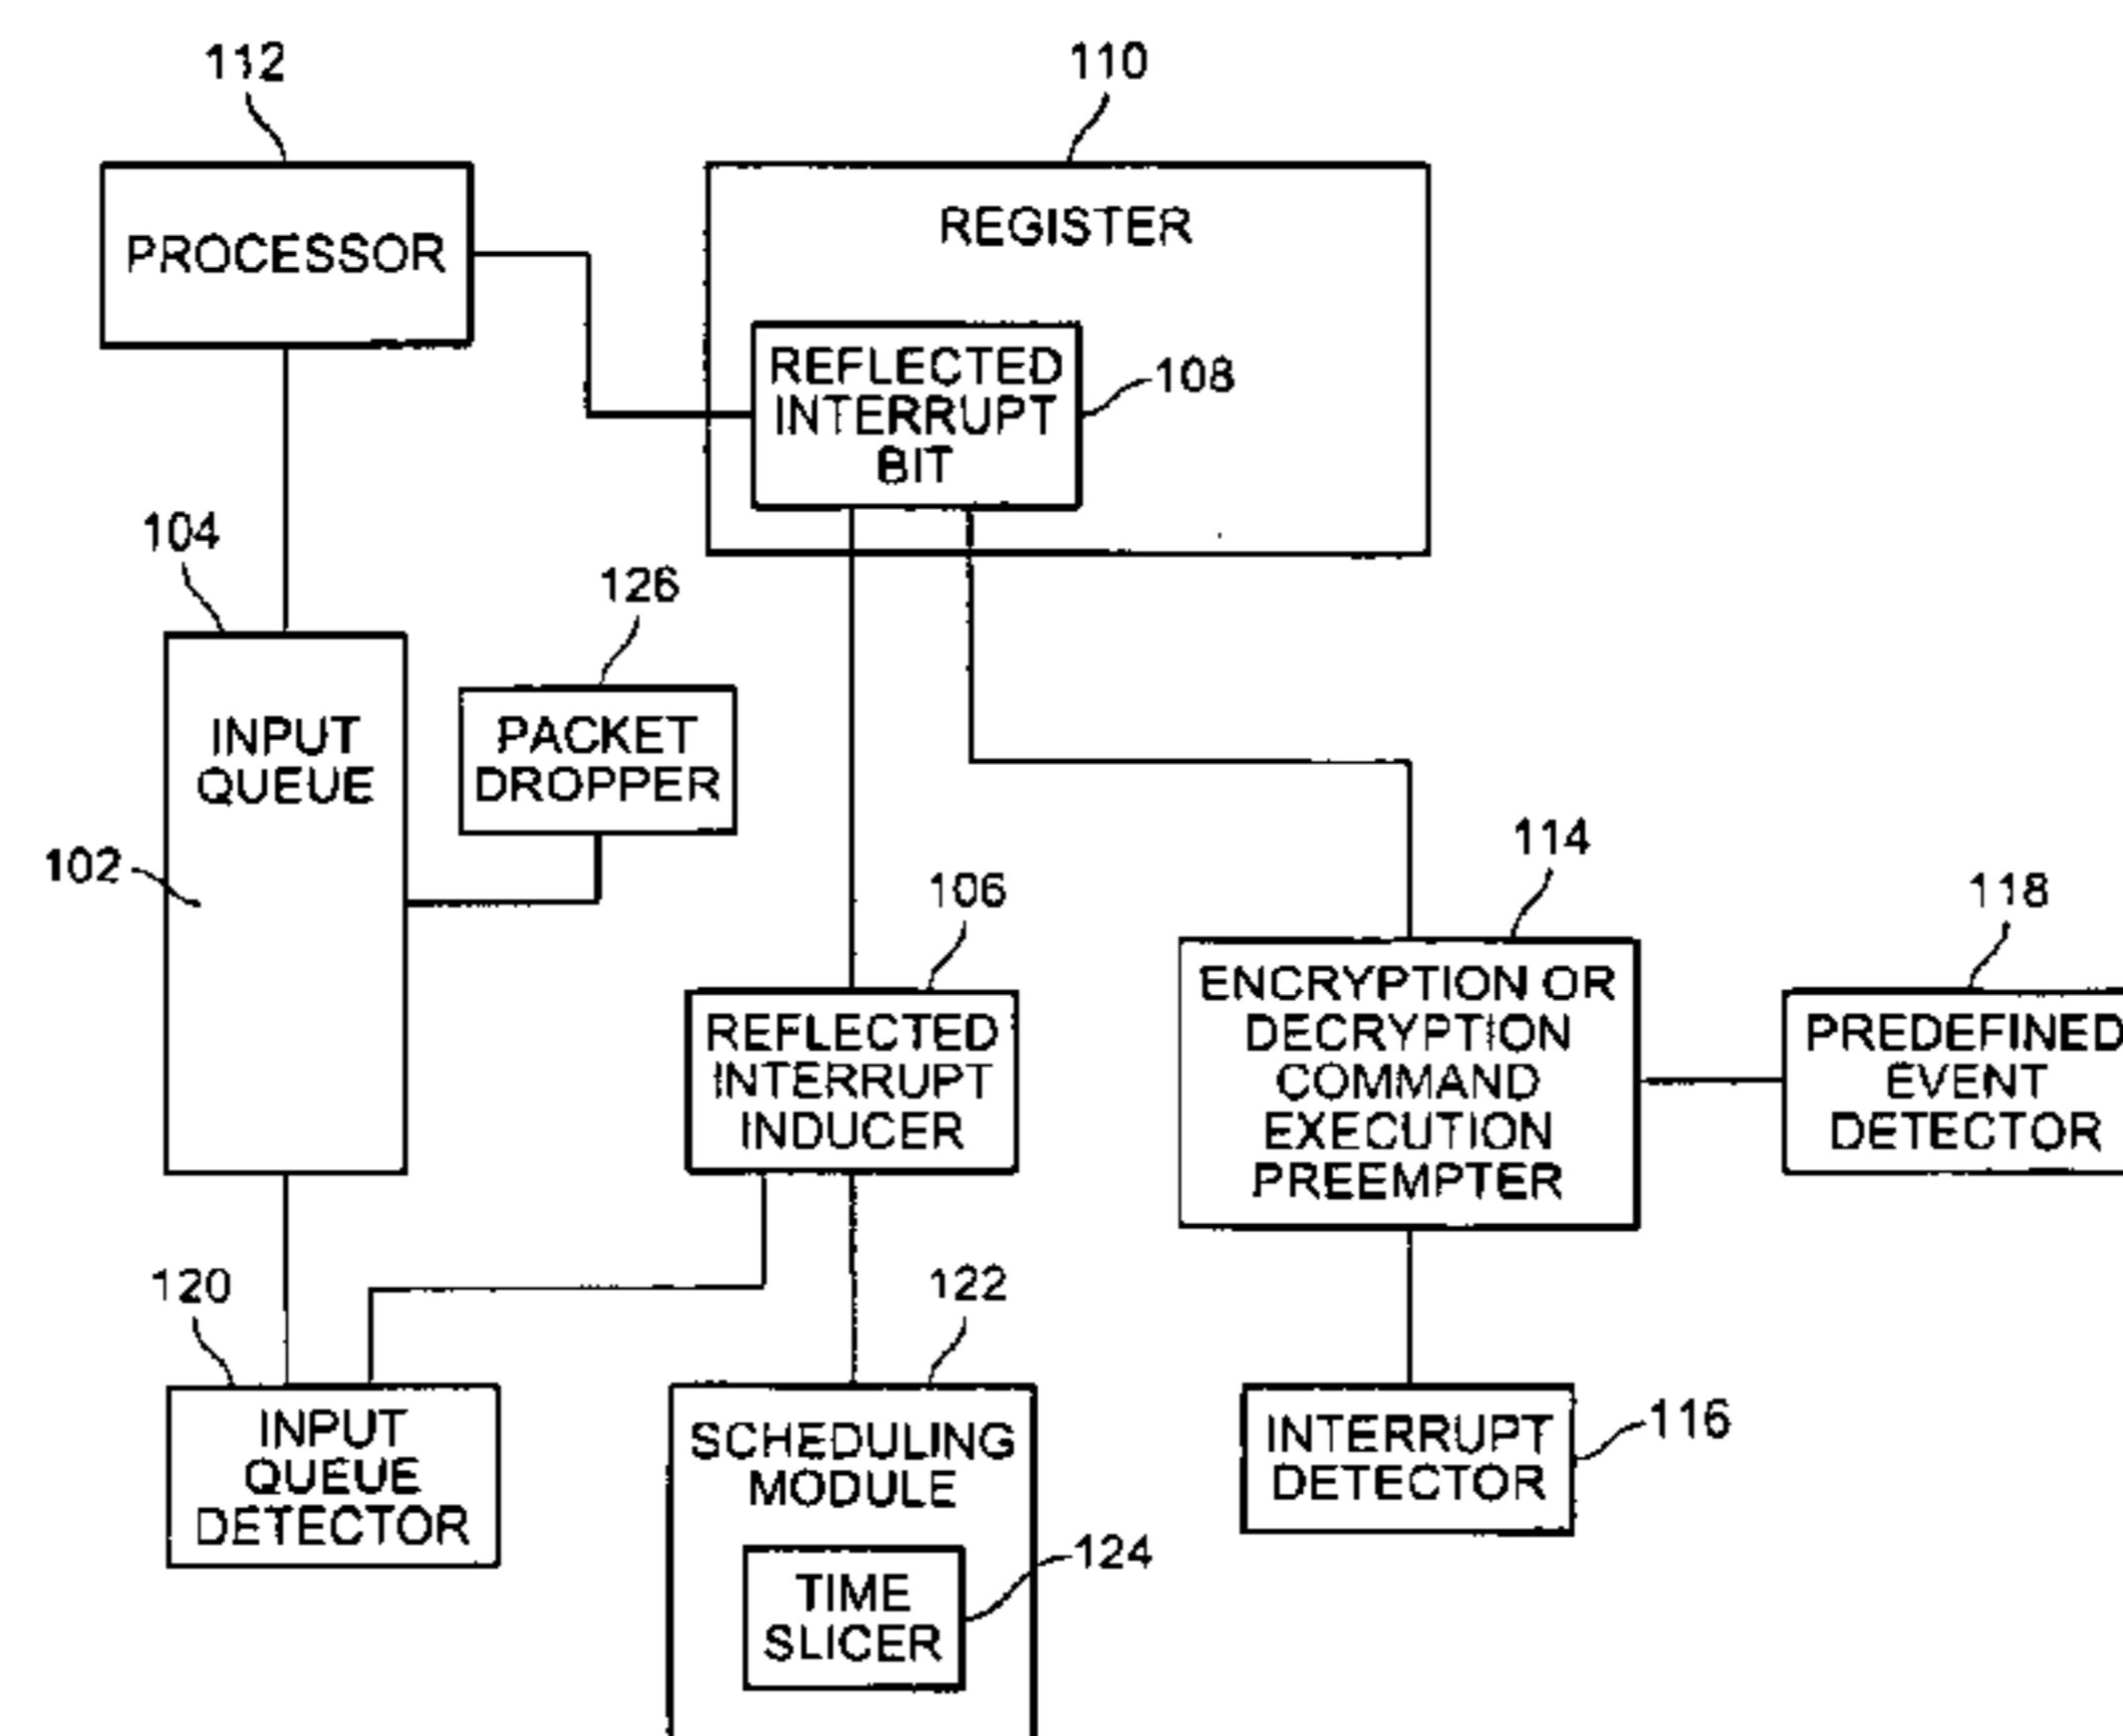 112
110
PROCESSOR
REGISTER
REFLECTED
INTERRUPT
BIT
108
104
126
INPUT
QUEUE
PACKET
DROPPER
102
106
114
118
REFLECTED
INTERRUPT
INDUCER
ENCRYPTION OR
DECRYPTION
COMMAND
EXECUTION
PREEMPTER
PREDEFINED
EVENT
DETECTOR
120
122
INPUT
QUEUE
DETECTOR
SCHEDULING
MODULE
INTERRUPT
DETECTOR
116
TIME
SLICER
124